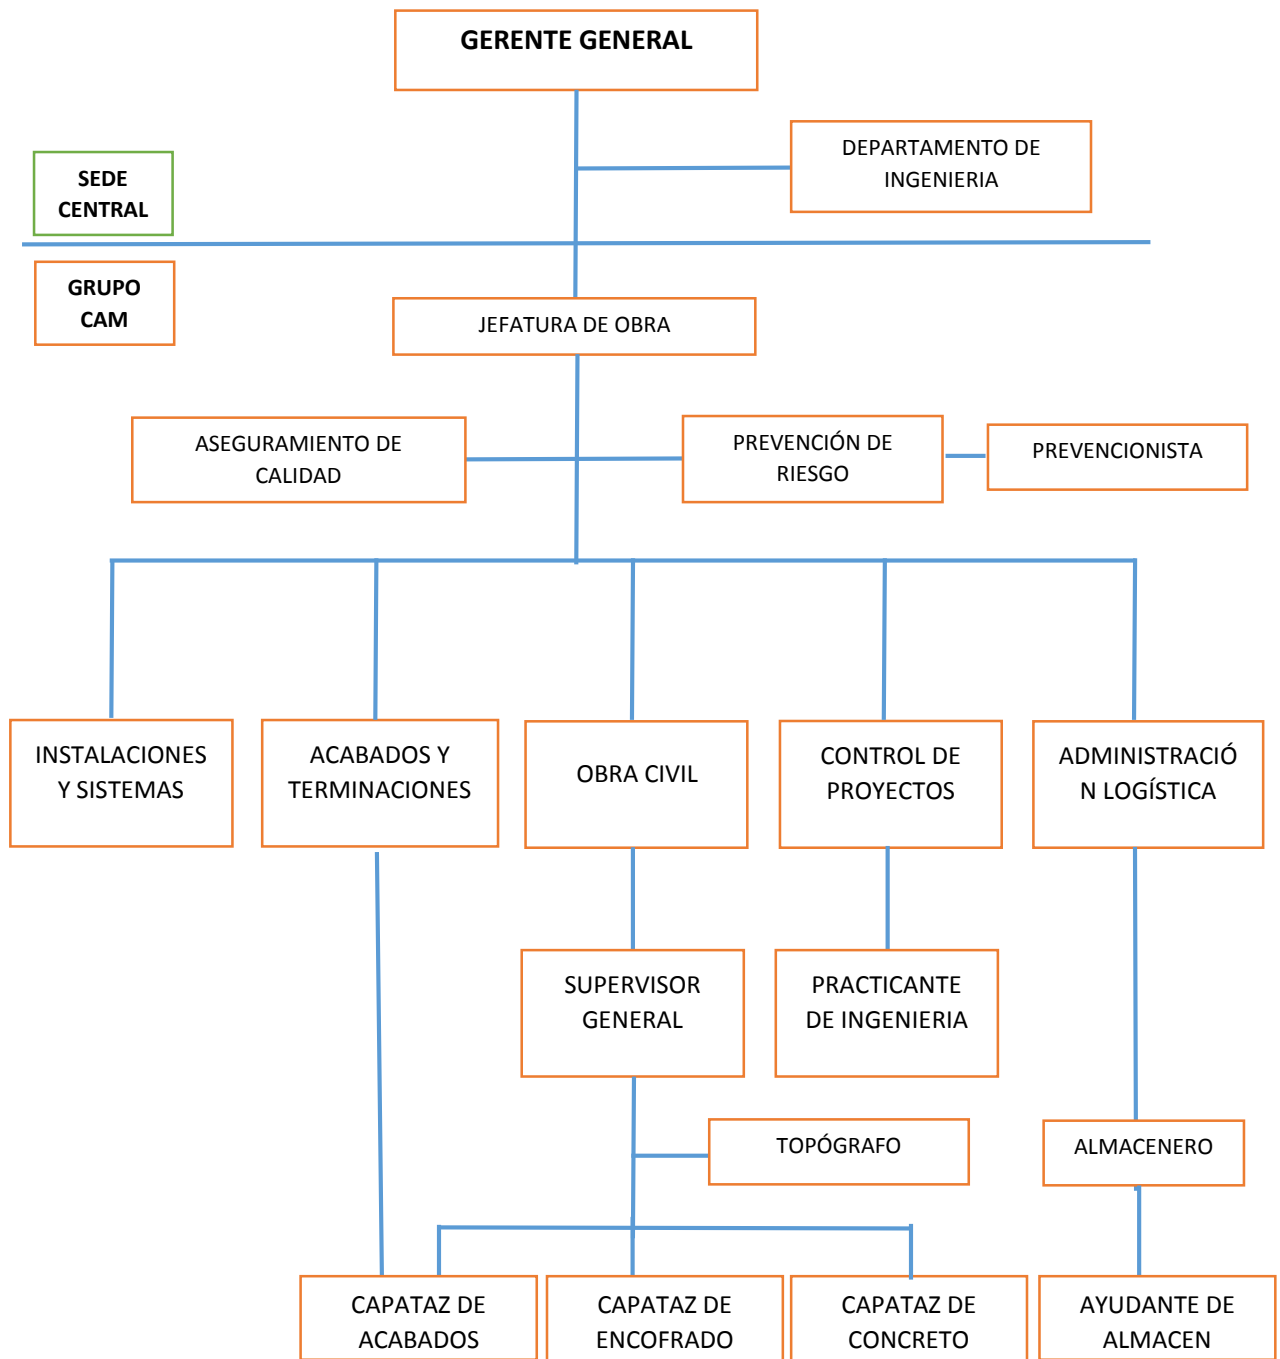 GERENTE GENERAL
DEPARTAMENTO DE
INGENIERIA
SEDE
CENTRAL
GRUPO
CAM
JEFATURA DE OBRA
ASEGURAMIENTO DE
CALIDAD
PREVENCIÓN DE
RIESGO
PREVENCIONISTA
INSTALACIONES
Y SISTEMAS
ACABADOS Y
TERMINACIONES
OBRA CIVIL
CONTROL DE
PROYECTOS
ADMINISTRACIÓ
N LOGÍSTICA
SUPERVISOR
GENERAL
PRACTICANTE
DE INGENIERIA
TOPÓGRAFO
ALMACENERO
CAPATAZ DE
ACABADOS
CAPATAZ DE
ENCOFRADO
CAPATAZ DE
CONCRETO
AYUDANTE DE
ALMACEN